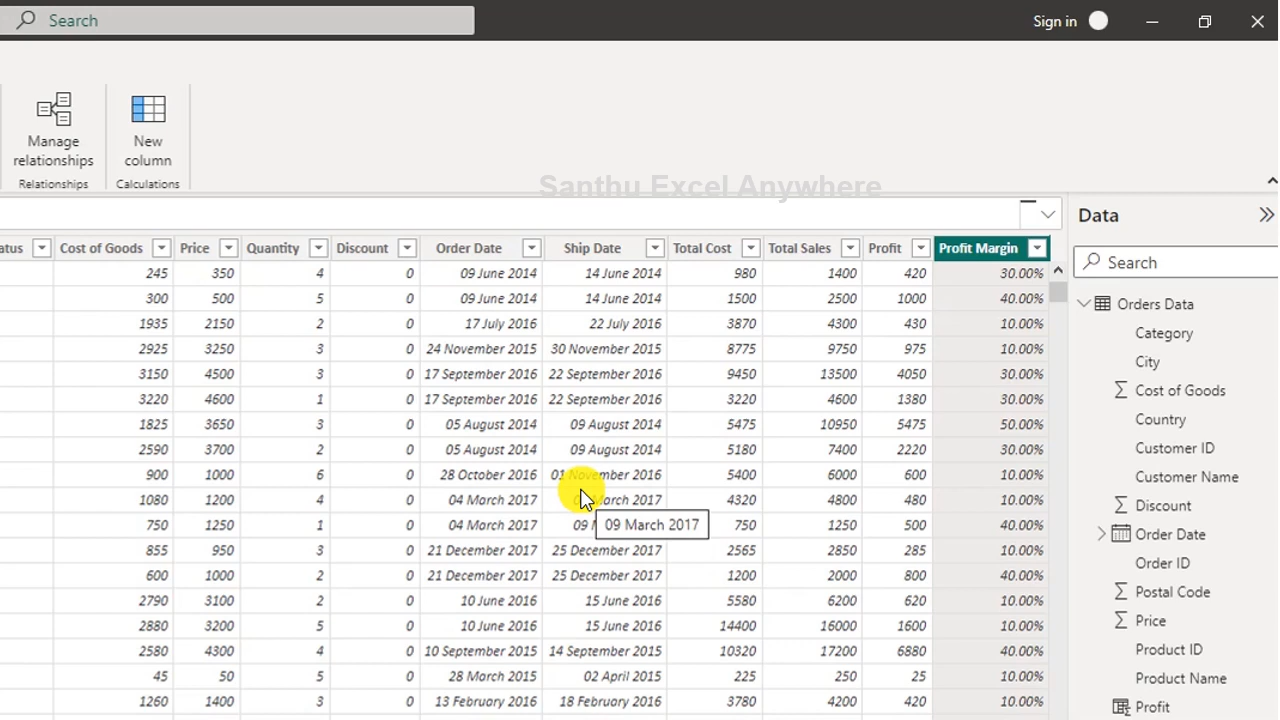 Search
Sign in
Manage
relationships
New
column
Relationships
Calculations
Santhu Excel Anywhere
atus Cost of Goods Price Quantity Discount Order Date Ship Date Total Cost Total Sales Profit Profit Margin
245 350 4 0 09 June 2014 14 June 2014 980 1400 420 30.00%
300 500 5 0 09 June 2014 14 June 2014 1500 2500 1000 40.00%
1935 2150 2 0 17 July 2016 22 July 2016 3870 4300 430 10.00%
2925 3250 3 0 24 November 2015 30 November 2015 8775 9750 975 10.00%
3150 4500 3 0 17 September 2016 22 September 2016 9450 13500 4050 30.00%
3220 4600 1 0 17 September 2016 22 September 2016 3220 4600 1380 30.00%
1825 3650 3 0 05 August 2014 09 August 2014 5475 10950 5475 50.00%
2590 3700 2 0 05 August 2014 09 August 2014 5180 7400 2220 30.00%
900 1000 6 0 28 October 2016 01 November 2016 5400 6000 600 10.00%
1080 1200 4 0 04 March 2017 March 2017 4320 4800 480 10.00%
750 1250 1 0 04 March 2017 09 750 1250 500 40.00%
09 March 2017
855 950 3 0 21 December 2017 25 December 2017 2565 2850 285 10.00%
600 1000 2 0 21 December 2017 25 December 2017 1200 2000 800 40.00%
2790 3100 2 0 10 June 2016 15 June 2016 5580 6200 620 10.00%
2880 3200 5 0 10 June 2016 15 June 2016 14400 16000 1600 10.00%
2580 4300 4 0 10 September 2015 14 September 2015 10320 17200 6880 40.00%
45 50 5 0 28 March 2015 02 April 2015 225 250 25 10.00%
1260 1400 3 0 13 February 2016 18 February 2016 3780 4200 420 10.00%
Data
Search
Orders Data
Category
City
Cost of Goods
Country
Customer ID
Customer Name
Discount
Order Date
Order ID
Postal Code
Price
Product ID
Product Name
Profit